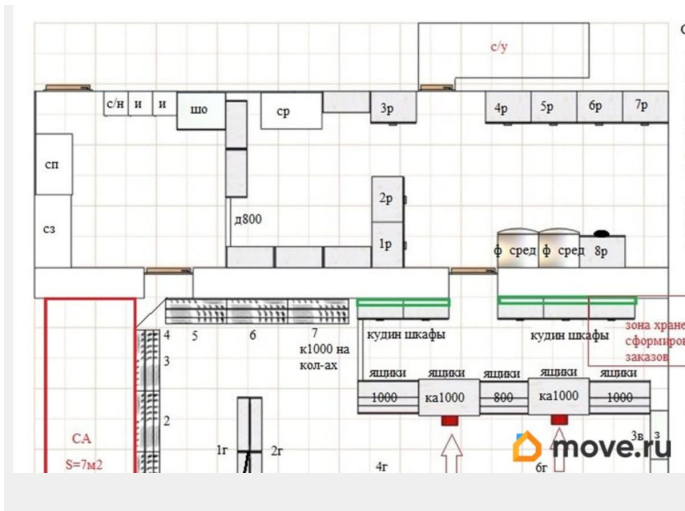 с/у
с/н и и
шо
ср
3р
4р
5р
6р
7р
сп
2р
д800
сз
1р
ф сред
ф сред
8р
4
5
6
7
3
к1000 на
кол-ах
кудин шкафы
кудин шкафы
зона хране
сформиров
заказов
ящики
ящики
ящики
ящики
ящики
1000
ка1000
800
ка1000
1000
2
СА
S=7м2
1г
2г
4г
6г
3в
3
move.ru